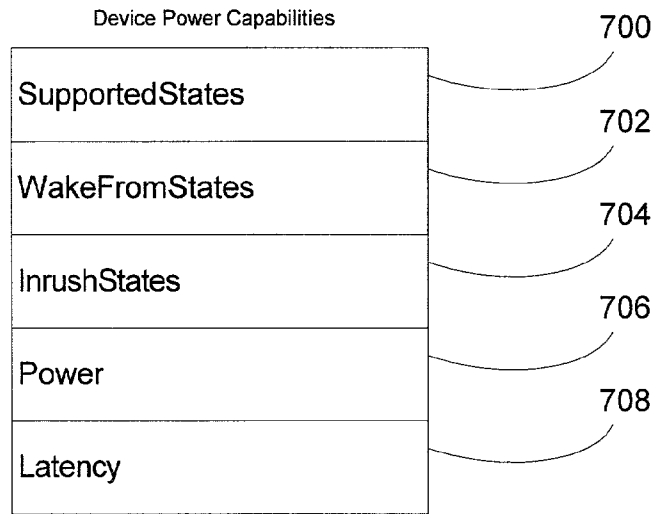 Device Power Capabilities
700
SupportedStates
702
WakeFromStates
704
InrushStates
706
Power
708
Latency